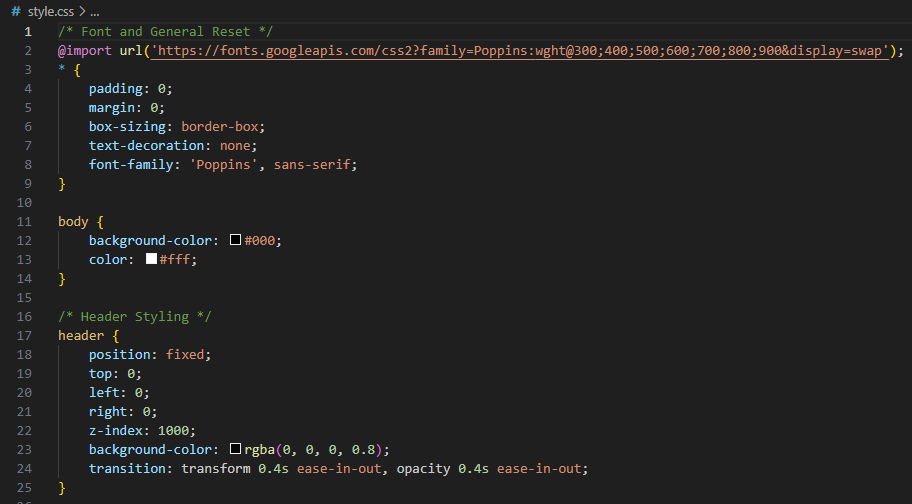 # style.css > ...
1 /* Font and General Reset */
2 @import url('https://fonts.googleapis.com/css2?family=Poppins:wght@300;400;500;600;700;800;900&display=swap');
3 * {
4     padding: 0;
5     margin: 0;
6     box-sizing: border-box;
7     text-decoration: none;
8     font-family: 'Poppins', sans-serif;
9 }
10
11 body {
12     background-color: #000;
13     color: #fff;
14 }
15
16 /* Header Styling */
17 header {
18     position: fixed;
19     top: 0;
20     left: 0;
21     right: 0;
22     z-index: 1000;
23     background-color: rgba(0, 0, 0, 0.8);
24     transition: transform 0.4s ease-in-out, opacity 0.4s ease-in-out;
25 }